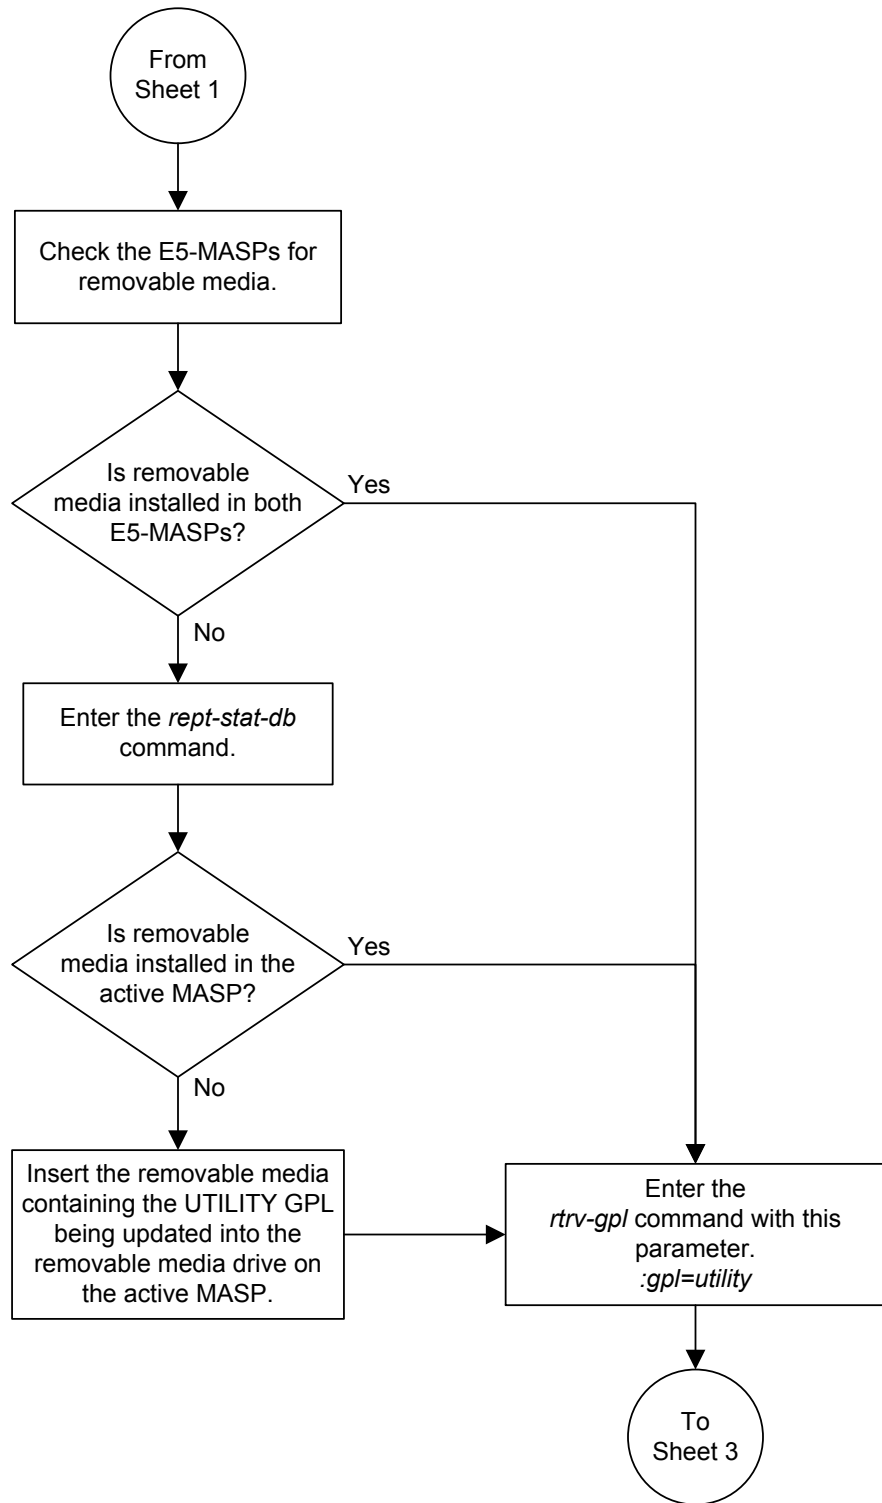 From
Sheet 1
Check the E5-MASPs for
removable media.
Is removable
media installed in both
E5-MASPs?
Yes
No
Enter the rept-stat-db
command.
Is removable
media installed in the
active MASP?
Yes
No
Insert the removable media
containing the UTILITY GPL
being updated into the
removable media drive on
the active MASP.
Enter the
rtrv-gpl command with this
parameter.
:gpl=utility
To
Sheet 3